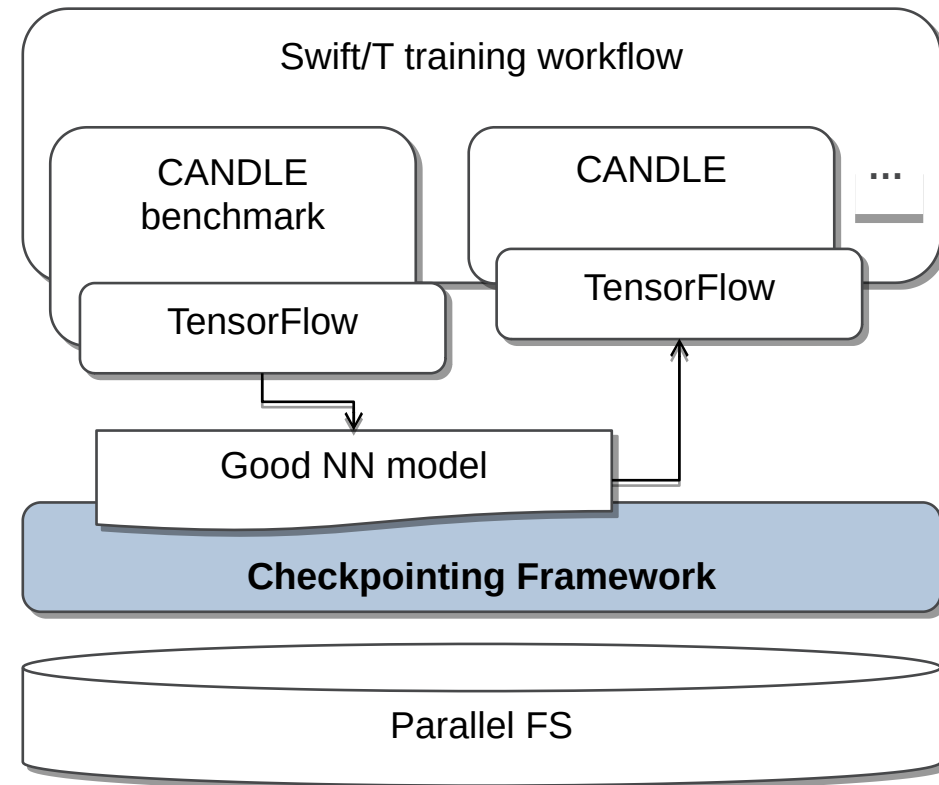 Swift/T training workflow
CANDLE
benchmark
CANDLE
...
TensorFlow
TensorFlow
Good NN model
Checkpointing Framework
Parallel FS